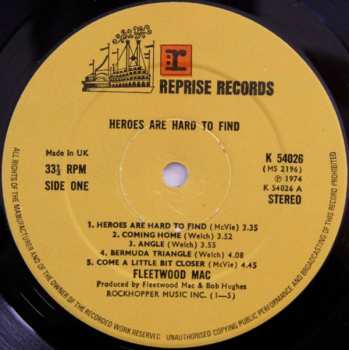 r
REPRISE RECORDS
HEROES ARE HARD TO FIND
Made in UK
33⅓ RPM
SIDE ONE
K 54026
(MS 2196)
℗ 1974
K 54026 A
STEREO
1. HEROES ARE HARD TO FIND (McVie) 3.35
2. COMING HOME (Welch) 3.52
3. ANGLE (Welch) 3.55
4. BERMUDA TRIANGLE (Welch) 4.08
5. COME A LITTLE BIT CLOSER (McVie) 4.45
FLEETWOOD MAC
Produced by Fleetwood Mac & Bob Hughes
ROCKHOPPER MUSIC INC. (1—5)
ALL RIGHTS OF THE MANUFACTURER AND OF THE OWNER OF THE RECORDED WORK RESERVED. UNAUTHORISED COPYING PUBLIC PERFORMANCE AND BROADCASTING OF THIS RECORD PROHIBITED